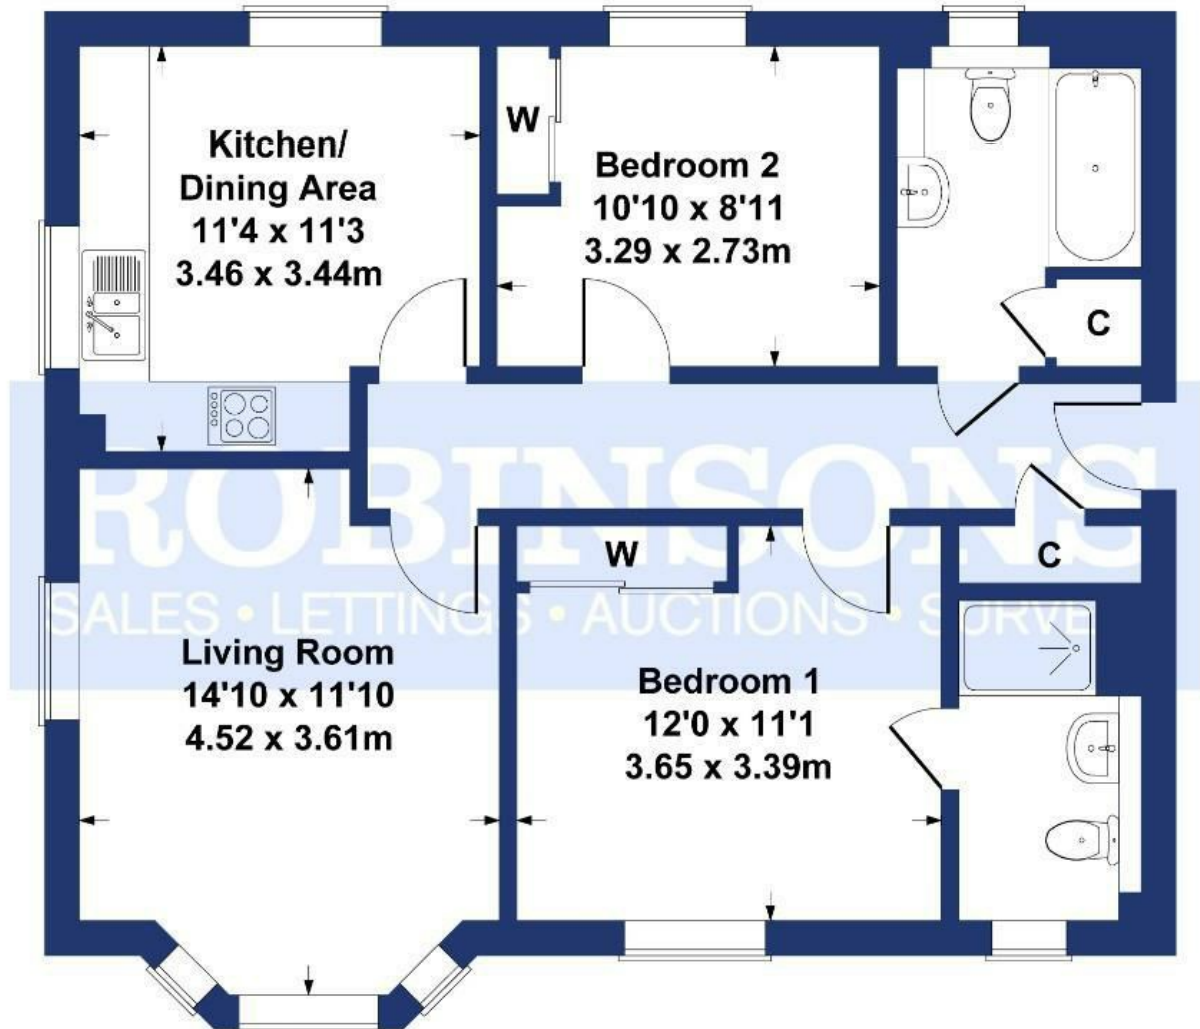 Kitchen/
Dining Area
11'4 x 11'3
3.46 x 3.44m
W
Bedroom 2
10'10 x 8'11
3.29 x 2.73m
C
ROBINSONS
SALES • LETTINGS • AUCTIONS • SURVE
W
C
Living Room
14'10 x 11'10
4.52 x 3.61m
Bedroom 1
12'0 x 11'1
3.65 x 3.39m